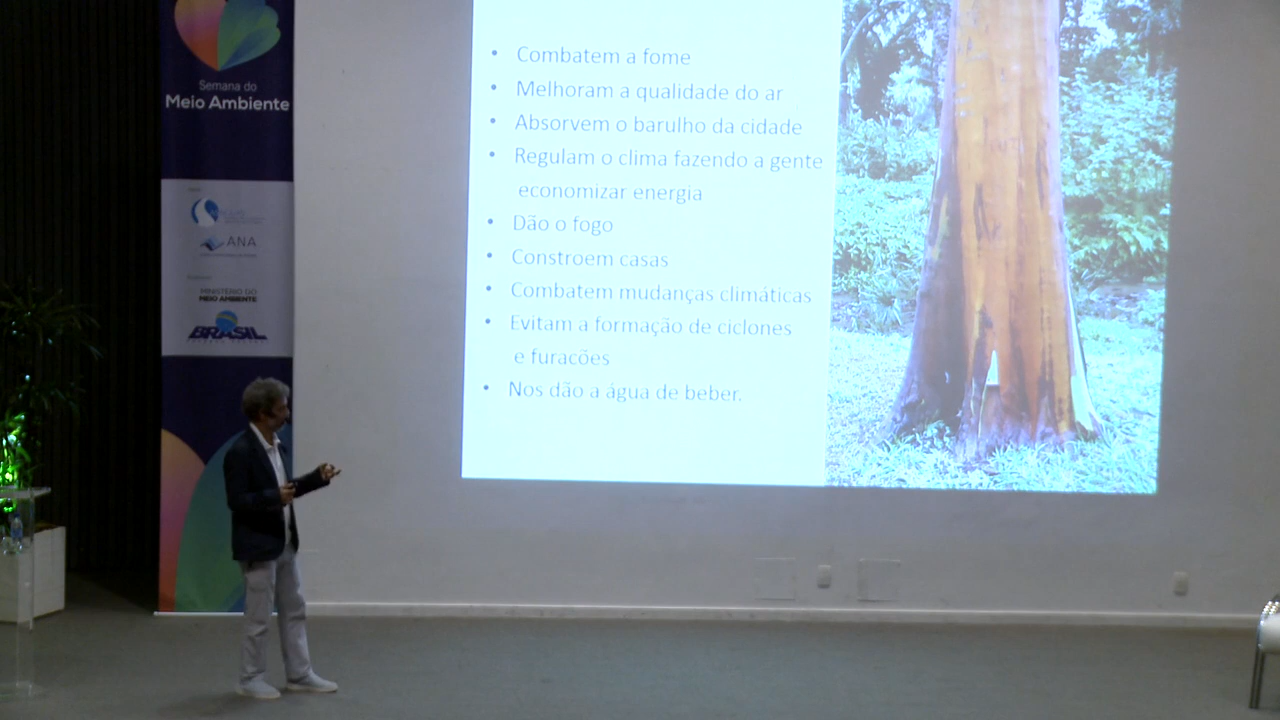 Semana do
Meio Ambiente
ANA
MINISTÉRIO DO
MEIO AMBIENTE
BRASIL
• Combatem a fome
• Melhoram a qualidade do ar
• Absorvem o barulho da cidade
• Regulam o clima fazendo a gente
economizar energia
• Dão o fogo
• Constroem casas
• Combatem mudanças climáticas
• Evitam a formação de ciclones
e furacões
• Nos dão a água de beber.